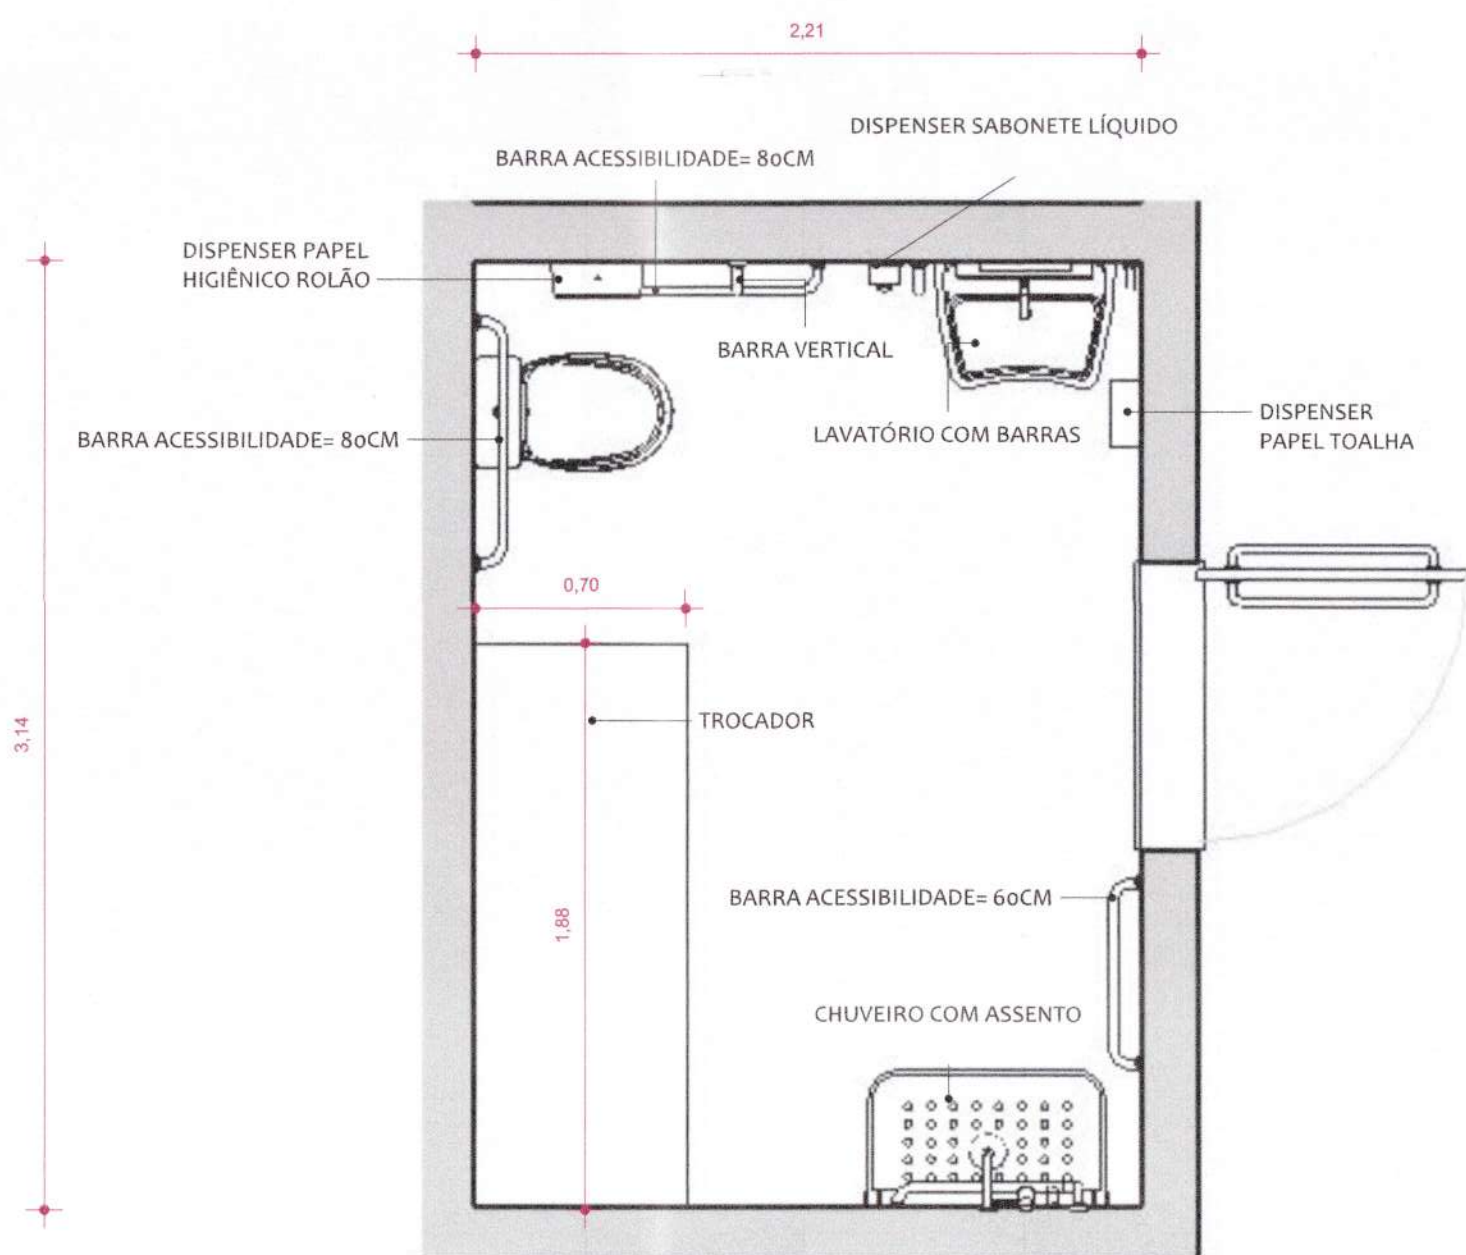 2,21
DISPENSER SABONETE LÍQUIDO
BARRA ACESSIBILIDADE= 80CM
DISPENSER PAPEL
HIGIÊNICO ROLÃO
BARRA VERTICAL
DISPENSER
PAPEL TOALHA
BARRA ACESSIBILIDADE= 80CM
LAVATÓRIO COM BARRAS
0,70
TROCADOR
3,14
BARRA ACESSIBILIDADE= 60CM
1,88
CHUVEIRO COM ASSENTO